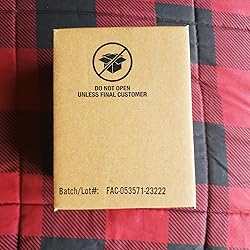 DO NOT OPEN
UNLESS FINAL CUSTOMER
Batch/Lot#: FAC-053571-23222